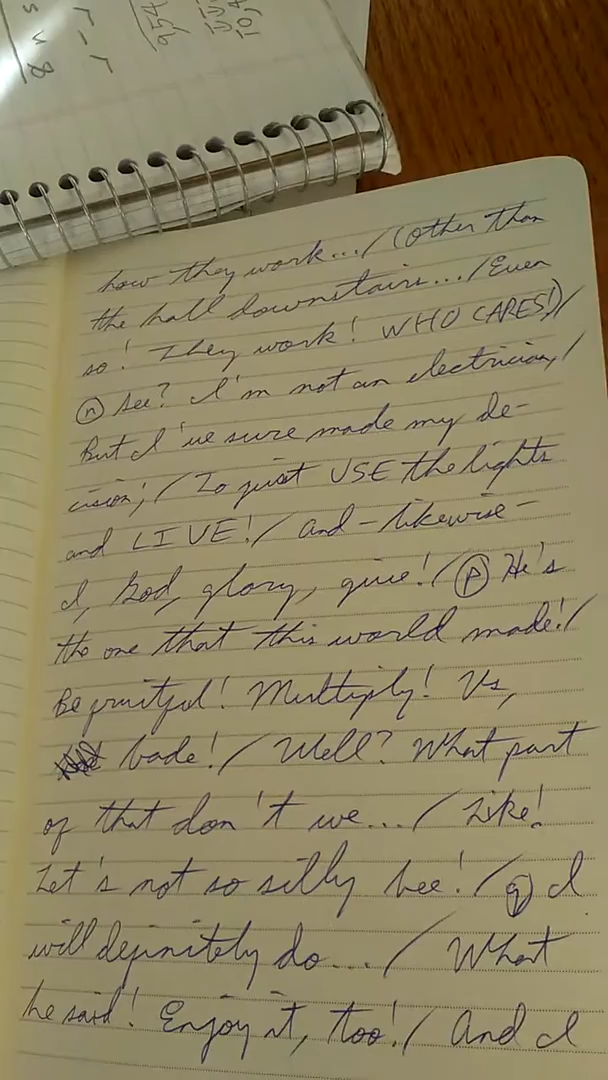 how they work.../(Other than
the hall downstairs.../Even
so! They work! WHO CARES!)/
(n) See? I'm not an electrician,/
But I've sure made my de-
cision;/To just USE the lights
and LIVE!/And-likewise-
I, God, glory, give!/(p) He's
the one that this world made!/
Be fruitful! Multiply! Us,
bade!/Well? What part
of that don't we.../Like!
Let's not so silly bee!/(q) I
will definitely do.../What
he said! Enjoy it, too!/And I